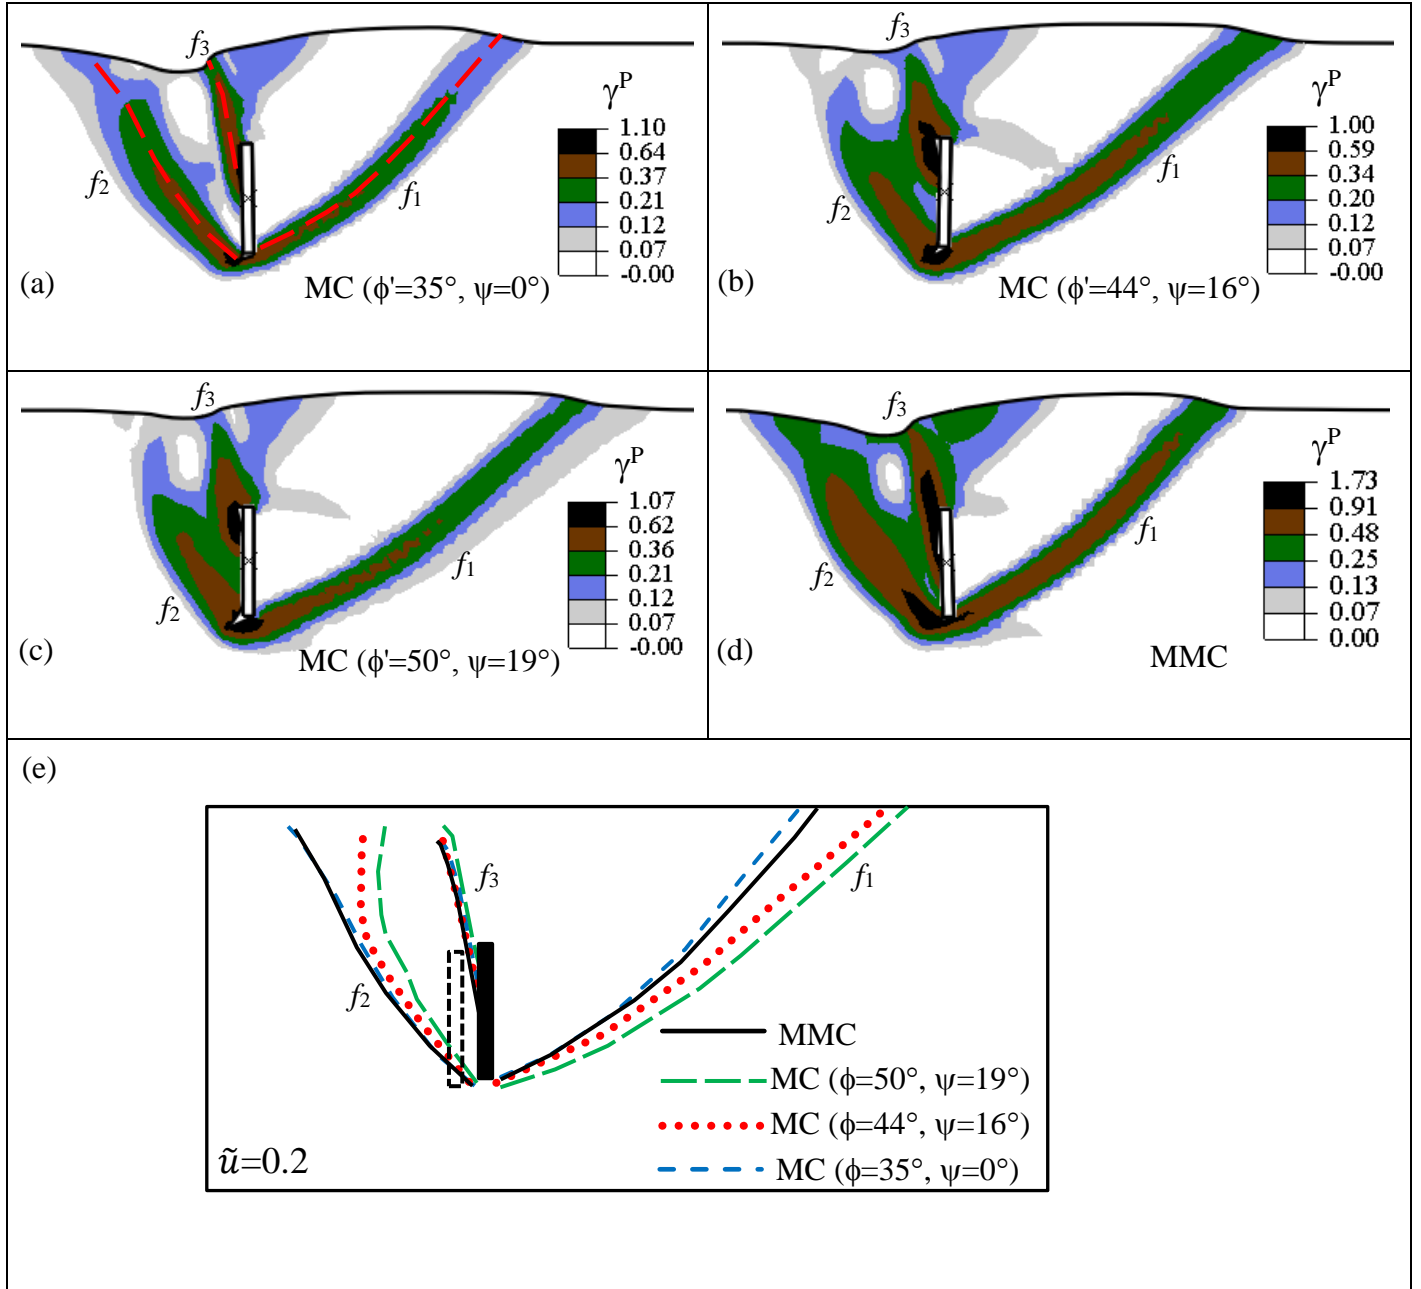 f3
γP
1.10
0.64
0.37
0.21
0.12
0.07
-0.00
f2
f1
(a)
MC (ϕ'=35°, ψ=0°)
f3
γP
1.00
0.59
0.34
0.20
0.12
0.07
-0.00
f1
f2
(b)
MC (ϕ'=44°, ψ=16°)
f3
γP
1.07
0.62
0.36
0.21
0.12
0.07
-0.00
f1
f2
(c)
MC (ϕ'=50°, ψ=19°)
f3
γP
1.73
0.91
0.48
0.25
0.13
0.07
0.00
f1
f2
(d)
MMC
(e)
f3
f1
f2
MMC
MC (ϕ=50°, ψ=19°)
MC (ϕ=44°, ψ=16°)
MC (ϕ=35°, ψ=0°)
ũ=0.2